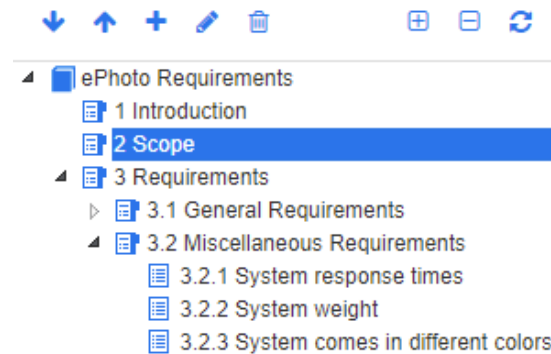 ePhoto Requirements
1 Introduction
2 Scope
3 Requirements
3.1 General Requirements
3.2 Miscellaneous Requirements
3.2.1 System response times
3.2.2 System weight
3.2.3 System comes in different colors